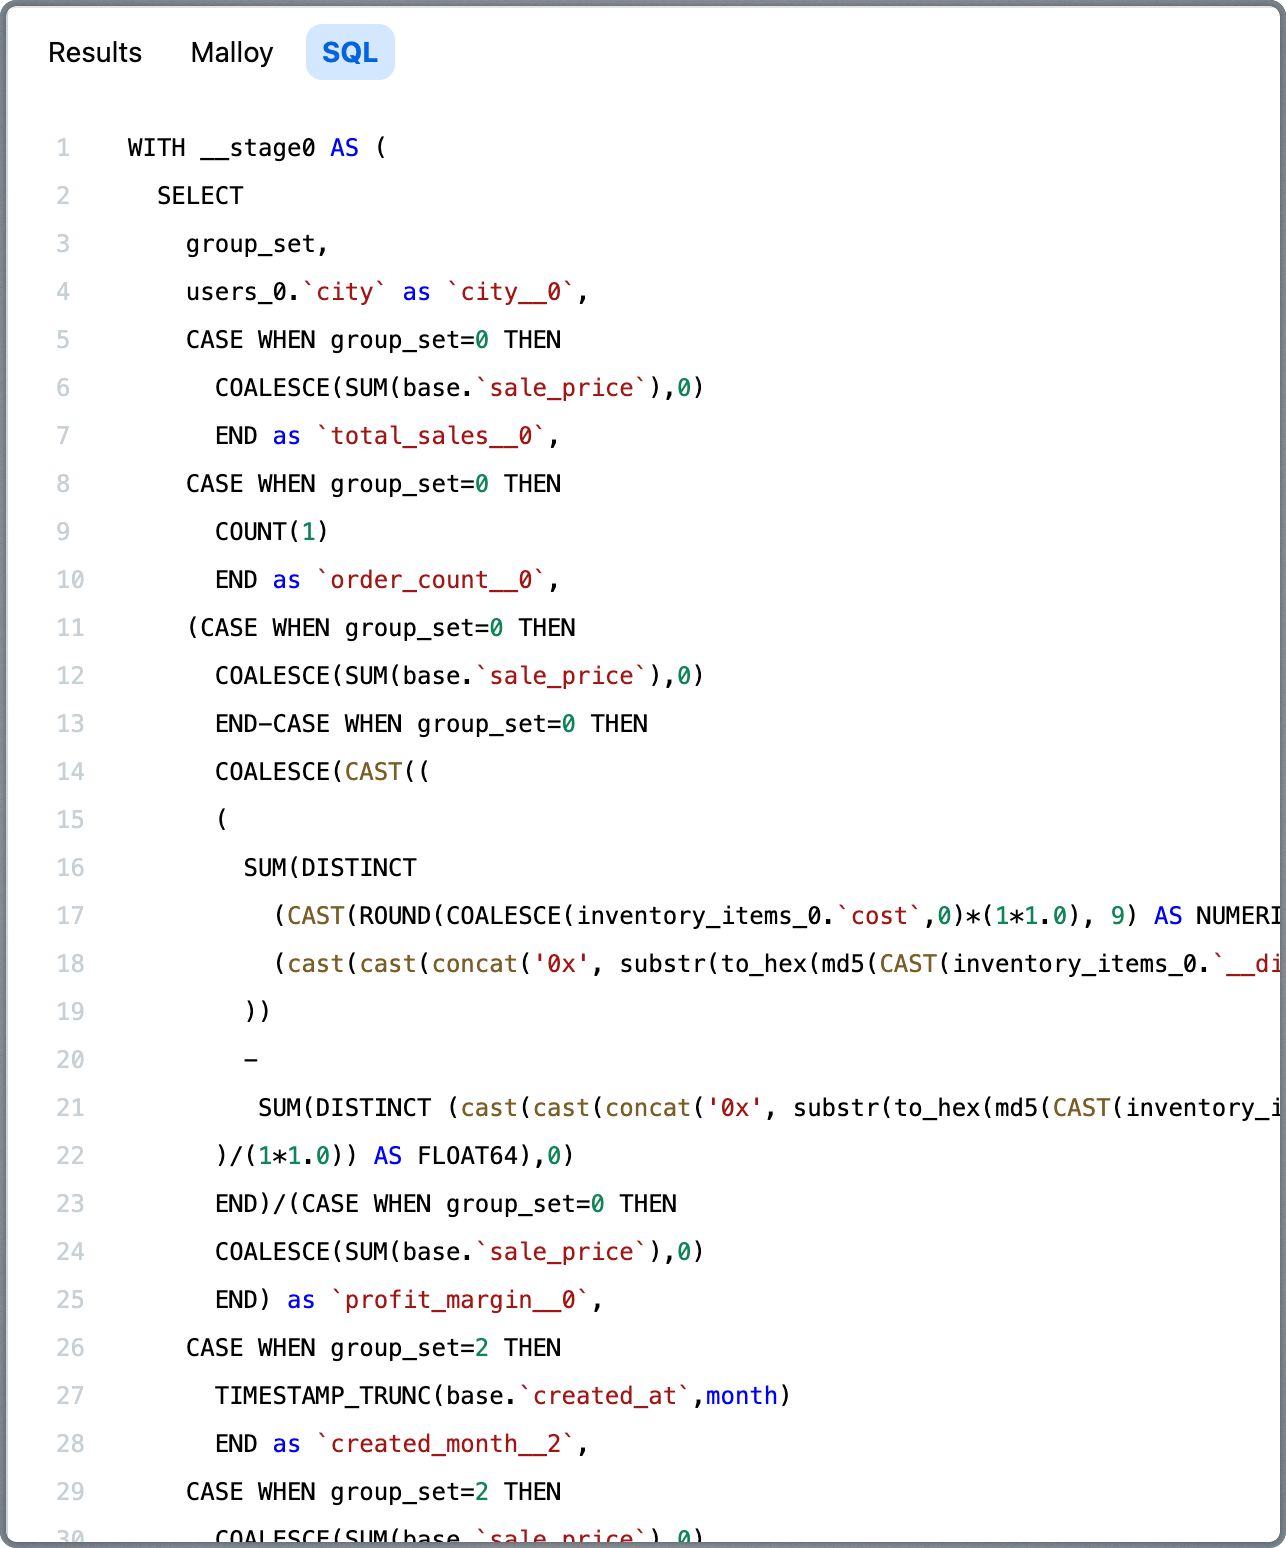 Results Malloy SQL
1 WITH __stage0 AS (
2 SELECT
3 group_set,
4 users_0.`city` as `city__0`,
5 CASE WHEN group_set=0 THEN
6 COALESCE(SUM(base.`sale_price`),0)
7 END as `total_sales__0`,
8 CASE WHEN group_set=0 THEN
9 COUNT(1)
10 END as `order_count__0`,
11 (CASE WHEN group_set=0 THEN
12 COALESCE(SUM(base.`sale_price`),0)
13 END-CASE WHEN group_set=0 THEN
14 COALESCE(CAST((
15 (
16 SUM(DISTINCT
17 (CAST(ROUND(COALESCE(inventory_items_0.`cost`,0)*(1*1.0), 9) AS NUMERI
18 (cast(cast(concat('0x', substr(to_hex(md5(CAST(inventory_items_0.`__di
19 ))
20 -
21 SUM(DISTINCT (cast(cast(concat('0x', substr(to_hex(md5(CAST(inventory_i
22 )/(1*1.0)) AS FLOAT64),0)
23 END)/(CASE WHEN group_set=0 THEN
24 COALESCE(SUM(base.`sale_price`),0)
25 END) as `profit_margin__0`,
26 CASE WHEN group_set=2 THEN
27 TIMESTAMP_TRUNC(base.`created_at`,month)
28 END as `created_month__2`,
29 CASE WHEN group_set=2 THEN
30 COALESCE(SUM(base.`sale_price`),0)